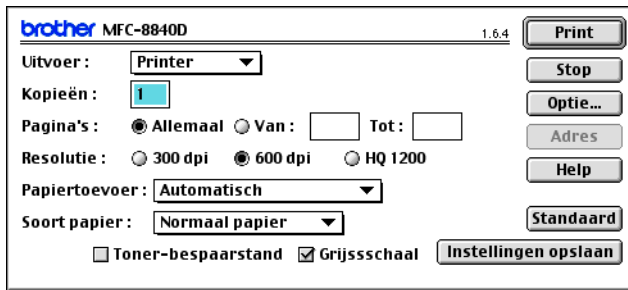 brother MFC-8840D 1.6.4 Print
Uitvoer : Printer Stop
Kopieën : 1 Optie...
Pagina's : Allemaal Van : Tot : Adres
Resolutie : 300 dpi 600 dpi HQ 1200 Help
Papiertoevoer : Automatisch
Soort papier : Normaal papier Standaard
Toner-bespaarstand Grijssschaal Instellingen opslaan